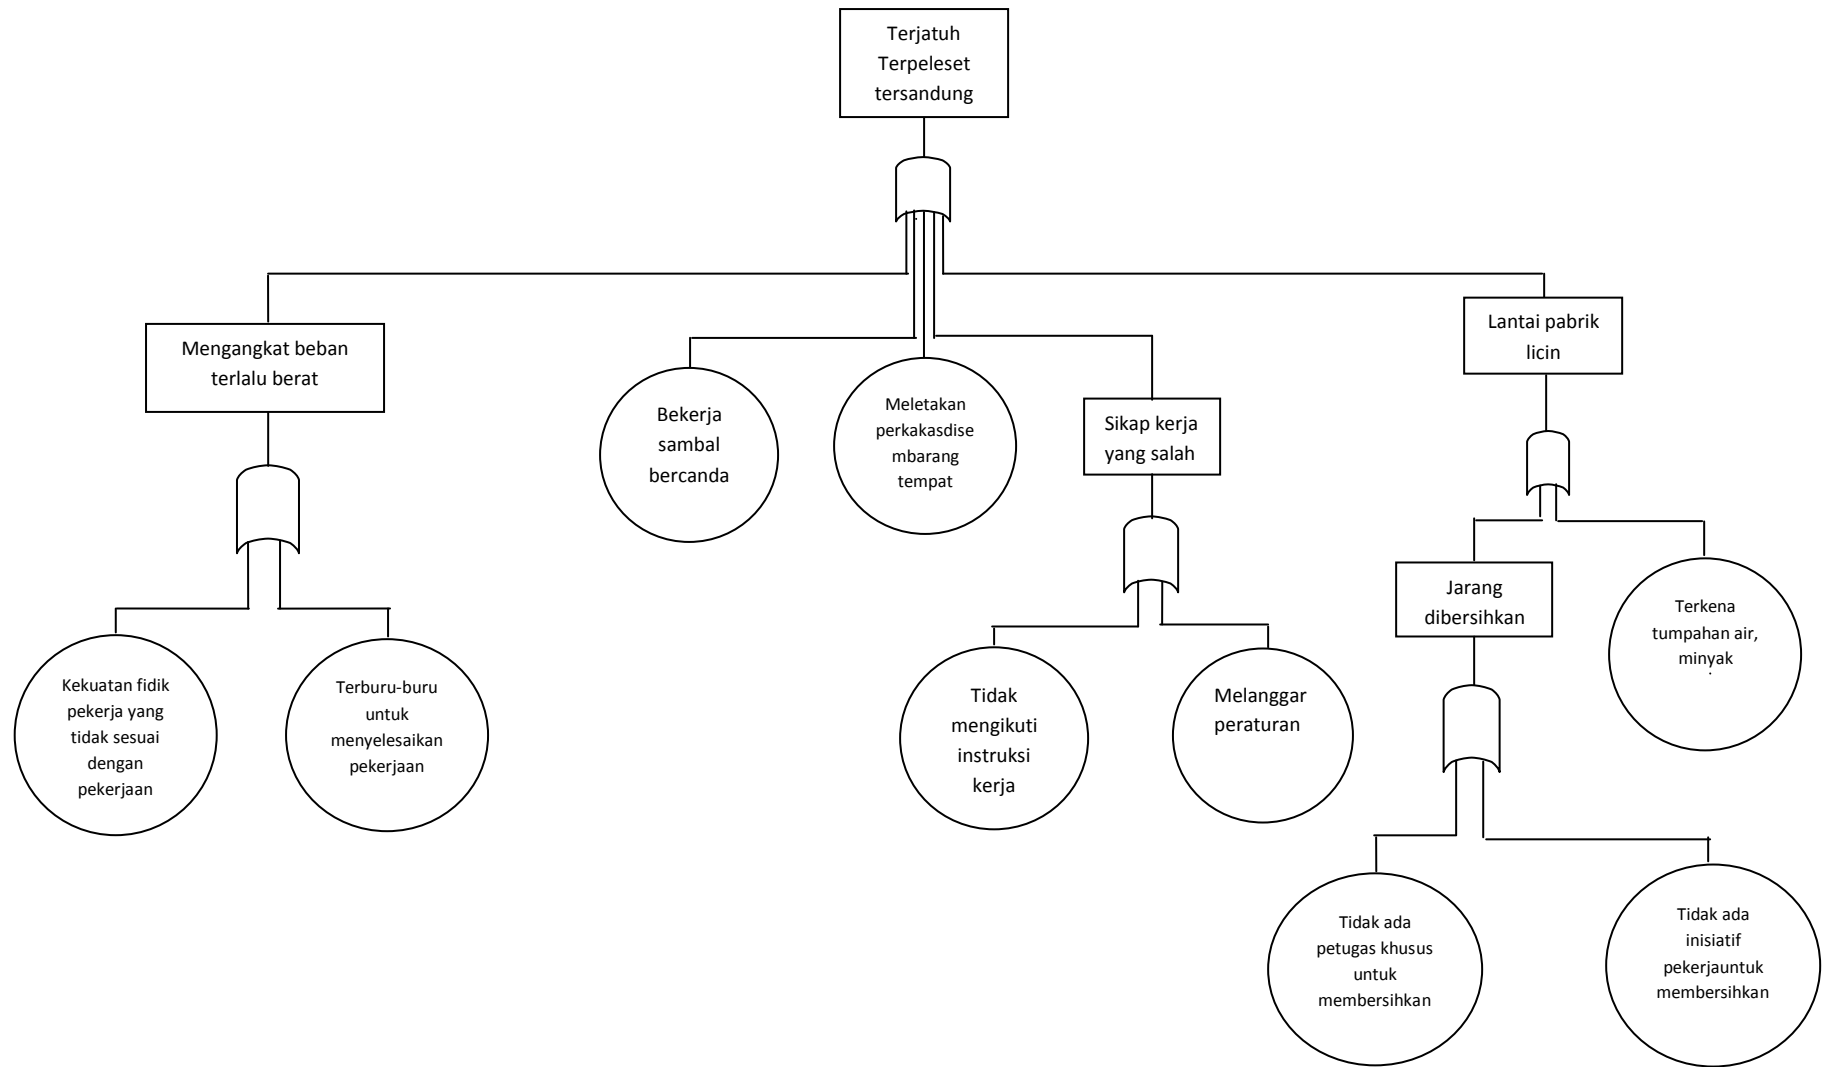 Terjatuh
Terpeleset
tersandung
Mengangkat beban
terlalu berat
Bekerja
sambal
bercanda
Meletakan
perkakasdise
mbarang
tempat
Sikap kerja
yang salah
Lantai pabrik
licin
Jarang
dibersihkan
Terkena
tumpahan air,
minyak
Kekuatan fidik
pekerja yang
tidak sesuai
dengan
pekerjaan
Terburu-buru
untuk
menyelesaikan
pekerjaan
Tidak
mengikuti
instruksi
kerja
Melanggar
peraturan
Tidak ada
petugas khusus
untuk
membersihkan
Tidak ada
inisiatif
pekerjauntuk
membersihkan